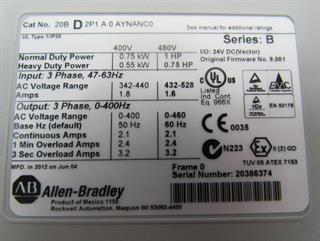 Cat No. 20B D 2P1 A 0 AYNANC0
See manual for additional ratings.
UL Type 1/IP20
Series: B
400V 480V
I/O: 24V DC(Vector)
Original Firmware No. 9.001
Normal Duty Power 0.75 kW 1 HP
Heavy Duty Power 0.55 kW 0.75 HP
Input: 3 Phase, 47-63Hz
AC Voltage Range 342-440 432-528
Amps 1.8 1.6
Output: 3 Phase, 0-400Hz
AC Voltage Range 0-400 0-460
Base Hz (default) 50 Hz 60 Hz
Continuous Amps 2.1 2.1
1 Min Overload Amps 2.4 2.4
3 Sec Overload Amps 3.2 3.2
LISTED
Ind. Cont. Eq. 966X
EN 50178
0035
N223
II (2) GD
TUV 05 ATEX 7153
MFD. in 2012 on Jun 04
Frame 0
Serial Number: 20386374
AB Allen-Bradley
Product of Mexico 1150
Rockwell Automation, Mequon WI 53092-4400